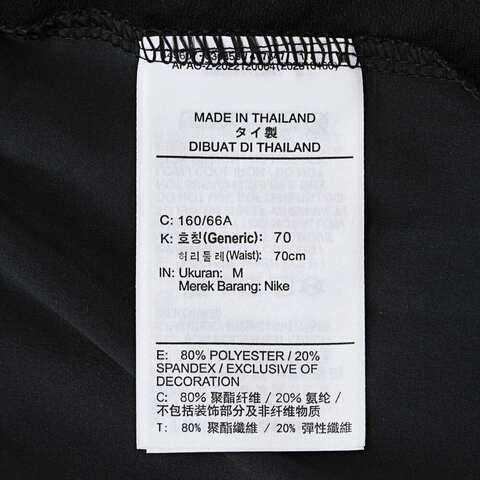 MADE IN THAILAND
タイ製
DIBUAT DI THAILAND
C: 160/66A
K: 호칭(Generic): 70
허리둘레(Waist): 70cm
IN: Ukuran: M
Merek Barang: Nike
E: 80% POLYESTER / 20%
SPANDEX / EXCLUSIVE OF
DECORATION
C: 80% 聚酯纤维 / 20% 氨纶 /
不包括装饰部分及非纤维物质
T: 80% 聚酯纖維 / 20% 彈性纖維